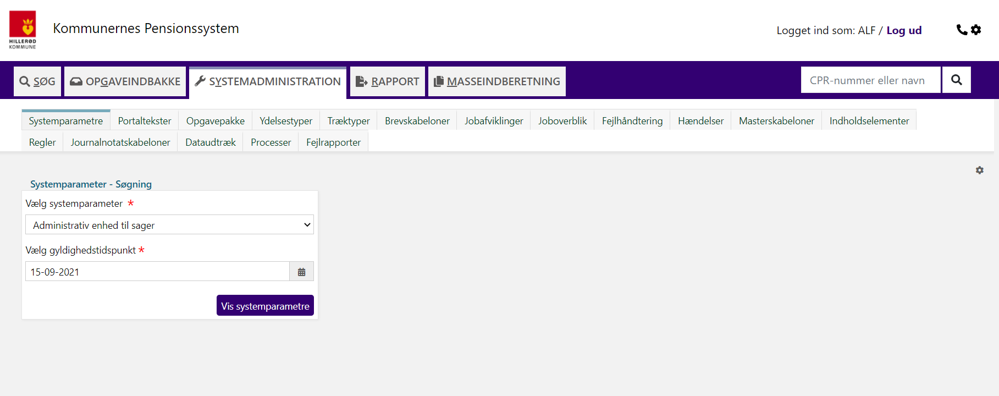 HILLERØD
KOMMUNE
Kommunernes Pensionssystem
Logget ind som: ALF / Log ud
SØG OPGAVEINDBAKKE SYSTEMADMINISTRATION RAPPORT MASSEINDBERETNING CPR-nummer eller navn
Systemparametre Portaltekster Opgavepakke Ydelsestyper Træktyper Brevskabeloner Jobafviklinger Joboverblik Fejlhåndtering Hændelser Masterskabeloner Indholdselementer
Regler Journalnotatskabeloner Dataudtræk Processer Fejlrapporter
Systemparameter - Søgning
Vælg systemparameter *
Administrativ enhed til sager
Vælg gyldighedstidspunkt *
15-09-2021
Vis systemparametre